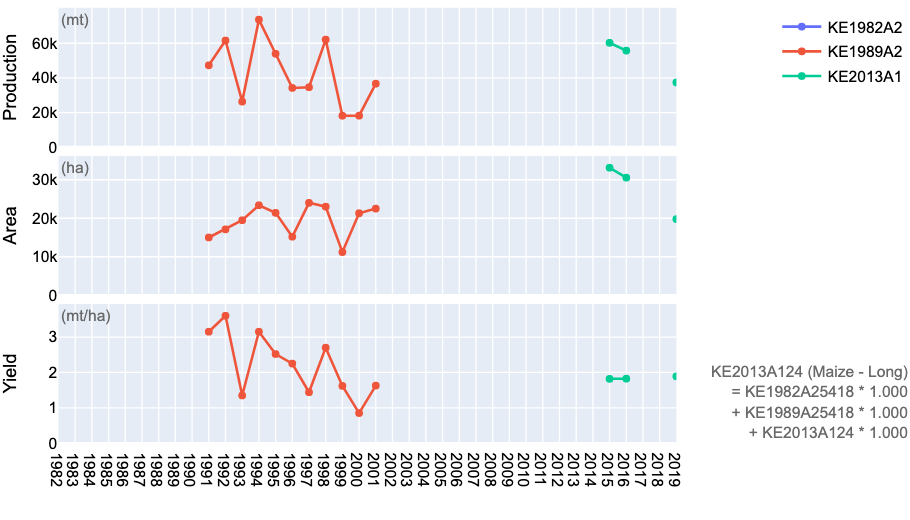 (mt)
Production
60k
40k
20k
0
(ha)
Area
30k
20k
10k
0
(mt/ha)
Yield
3
2
1
0
1982
1983
1984
1985
1986
1987
1988
1989
1990
1991
1992
1993
1994
1995
1996
1997
1998
1999
2000
2001
2002
2003
2004
2005
2006
2007
2008
2009
2010
2011
2012
2013
2014
2015
2016
2017
2018
2019
KE1982A2
KE1989A2
KE2013A1
KE2013A124 (Maize - Long)
= KE1982A25418 * 1.000
+ KE1989A25418 * 1.000
+ KE2013A124 * 1.000